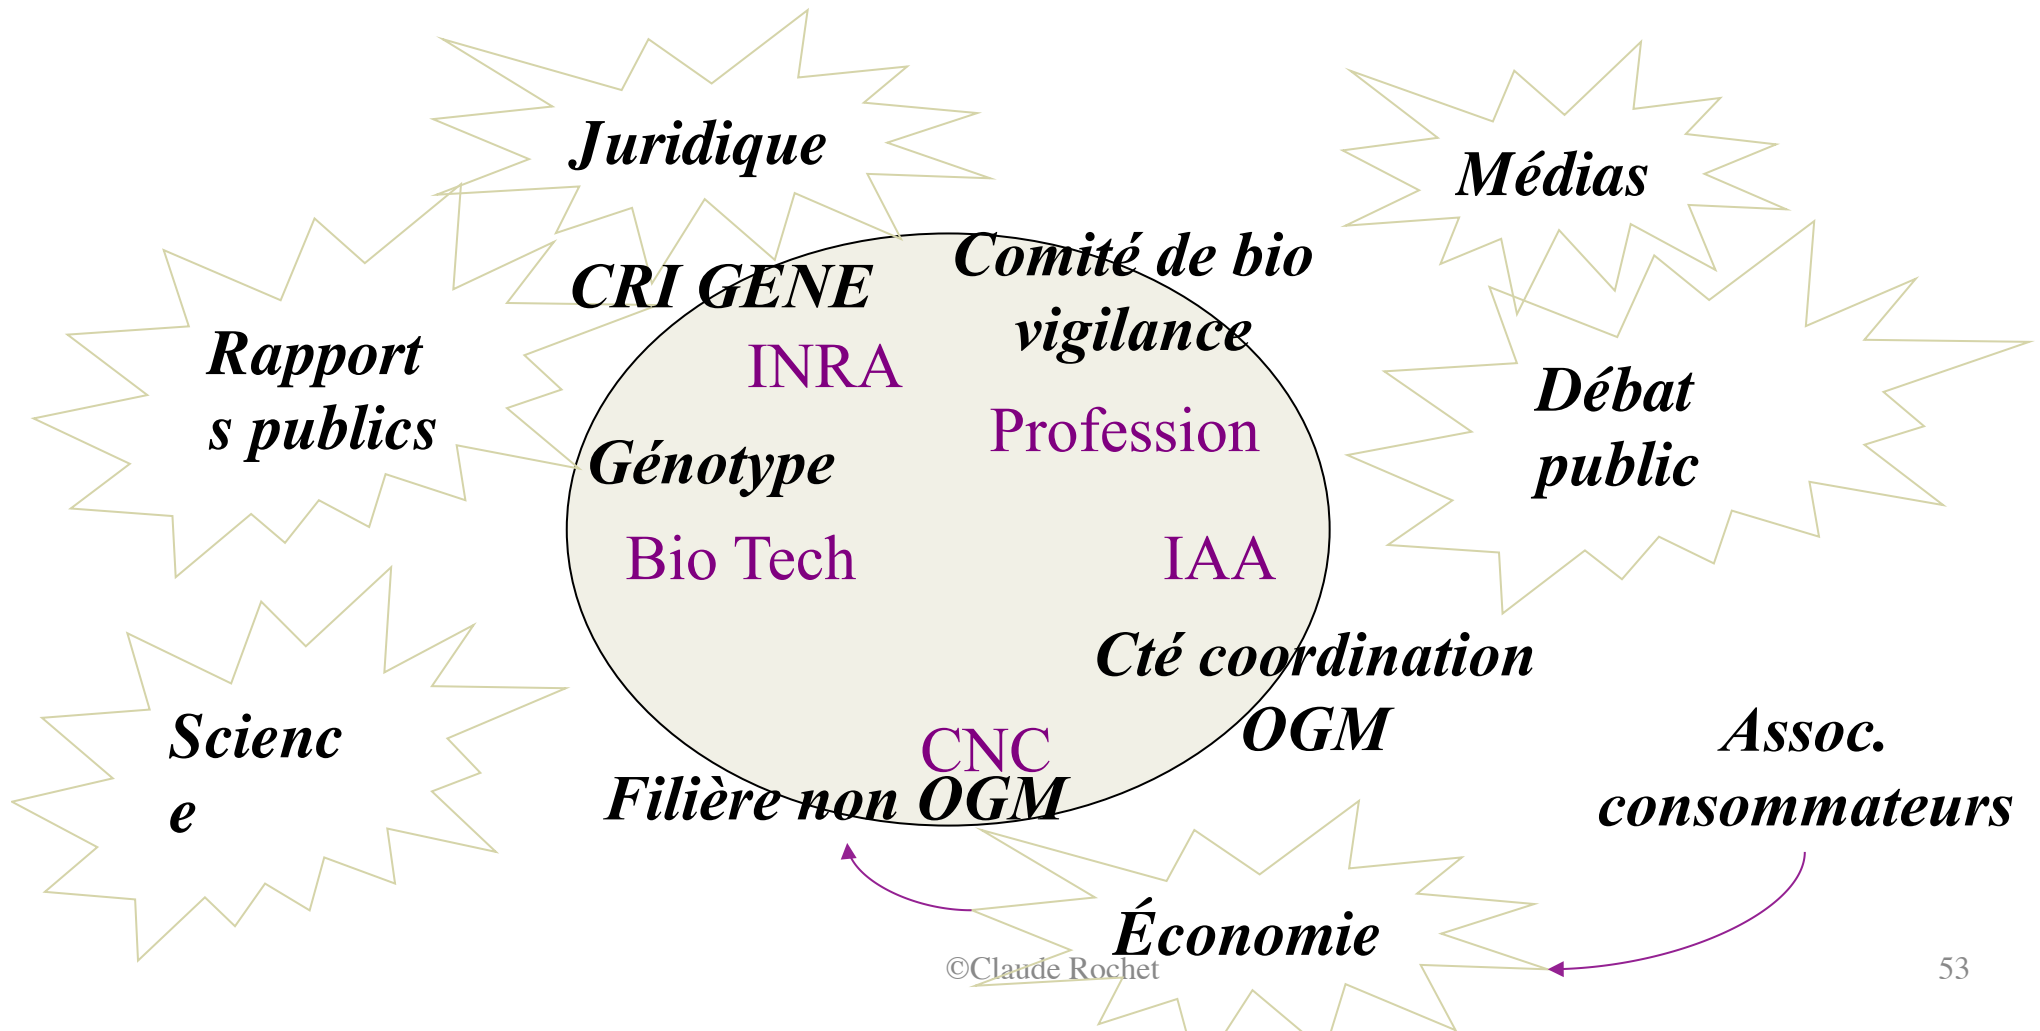 Juridique
Médias
CRI GENE
Comité de bio
vigilance
INRA
Rapport
s publics
Profession
Débat
public
Génotype
Bio Tech
IAA
Cté coordination
OGM
Scienc
e
CNC
Filière non OGM
Assoc.
consommateurs
Économie
©Claude Rochet
53